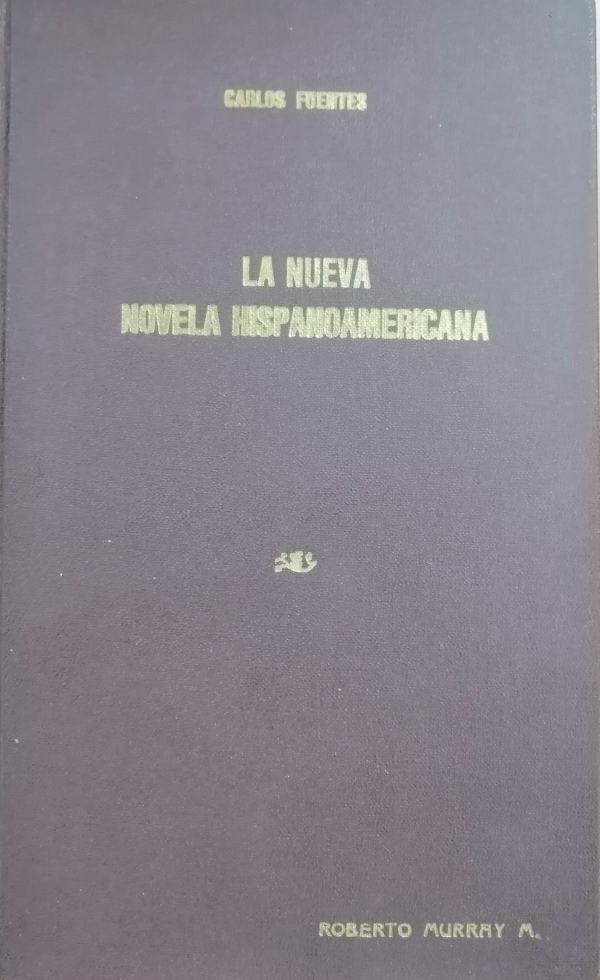 CARLOS FUENTES
LA NUEVA
NOVELA HISPANOAMERICANA
ROBERTO MURRAY M.